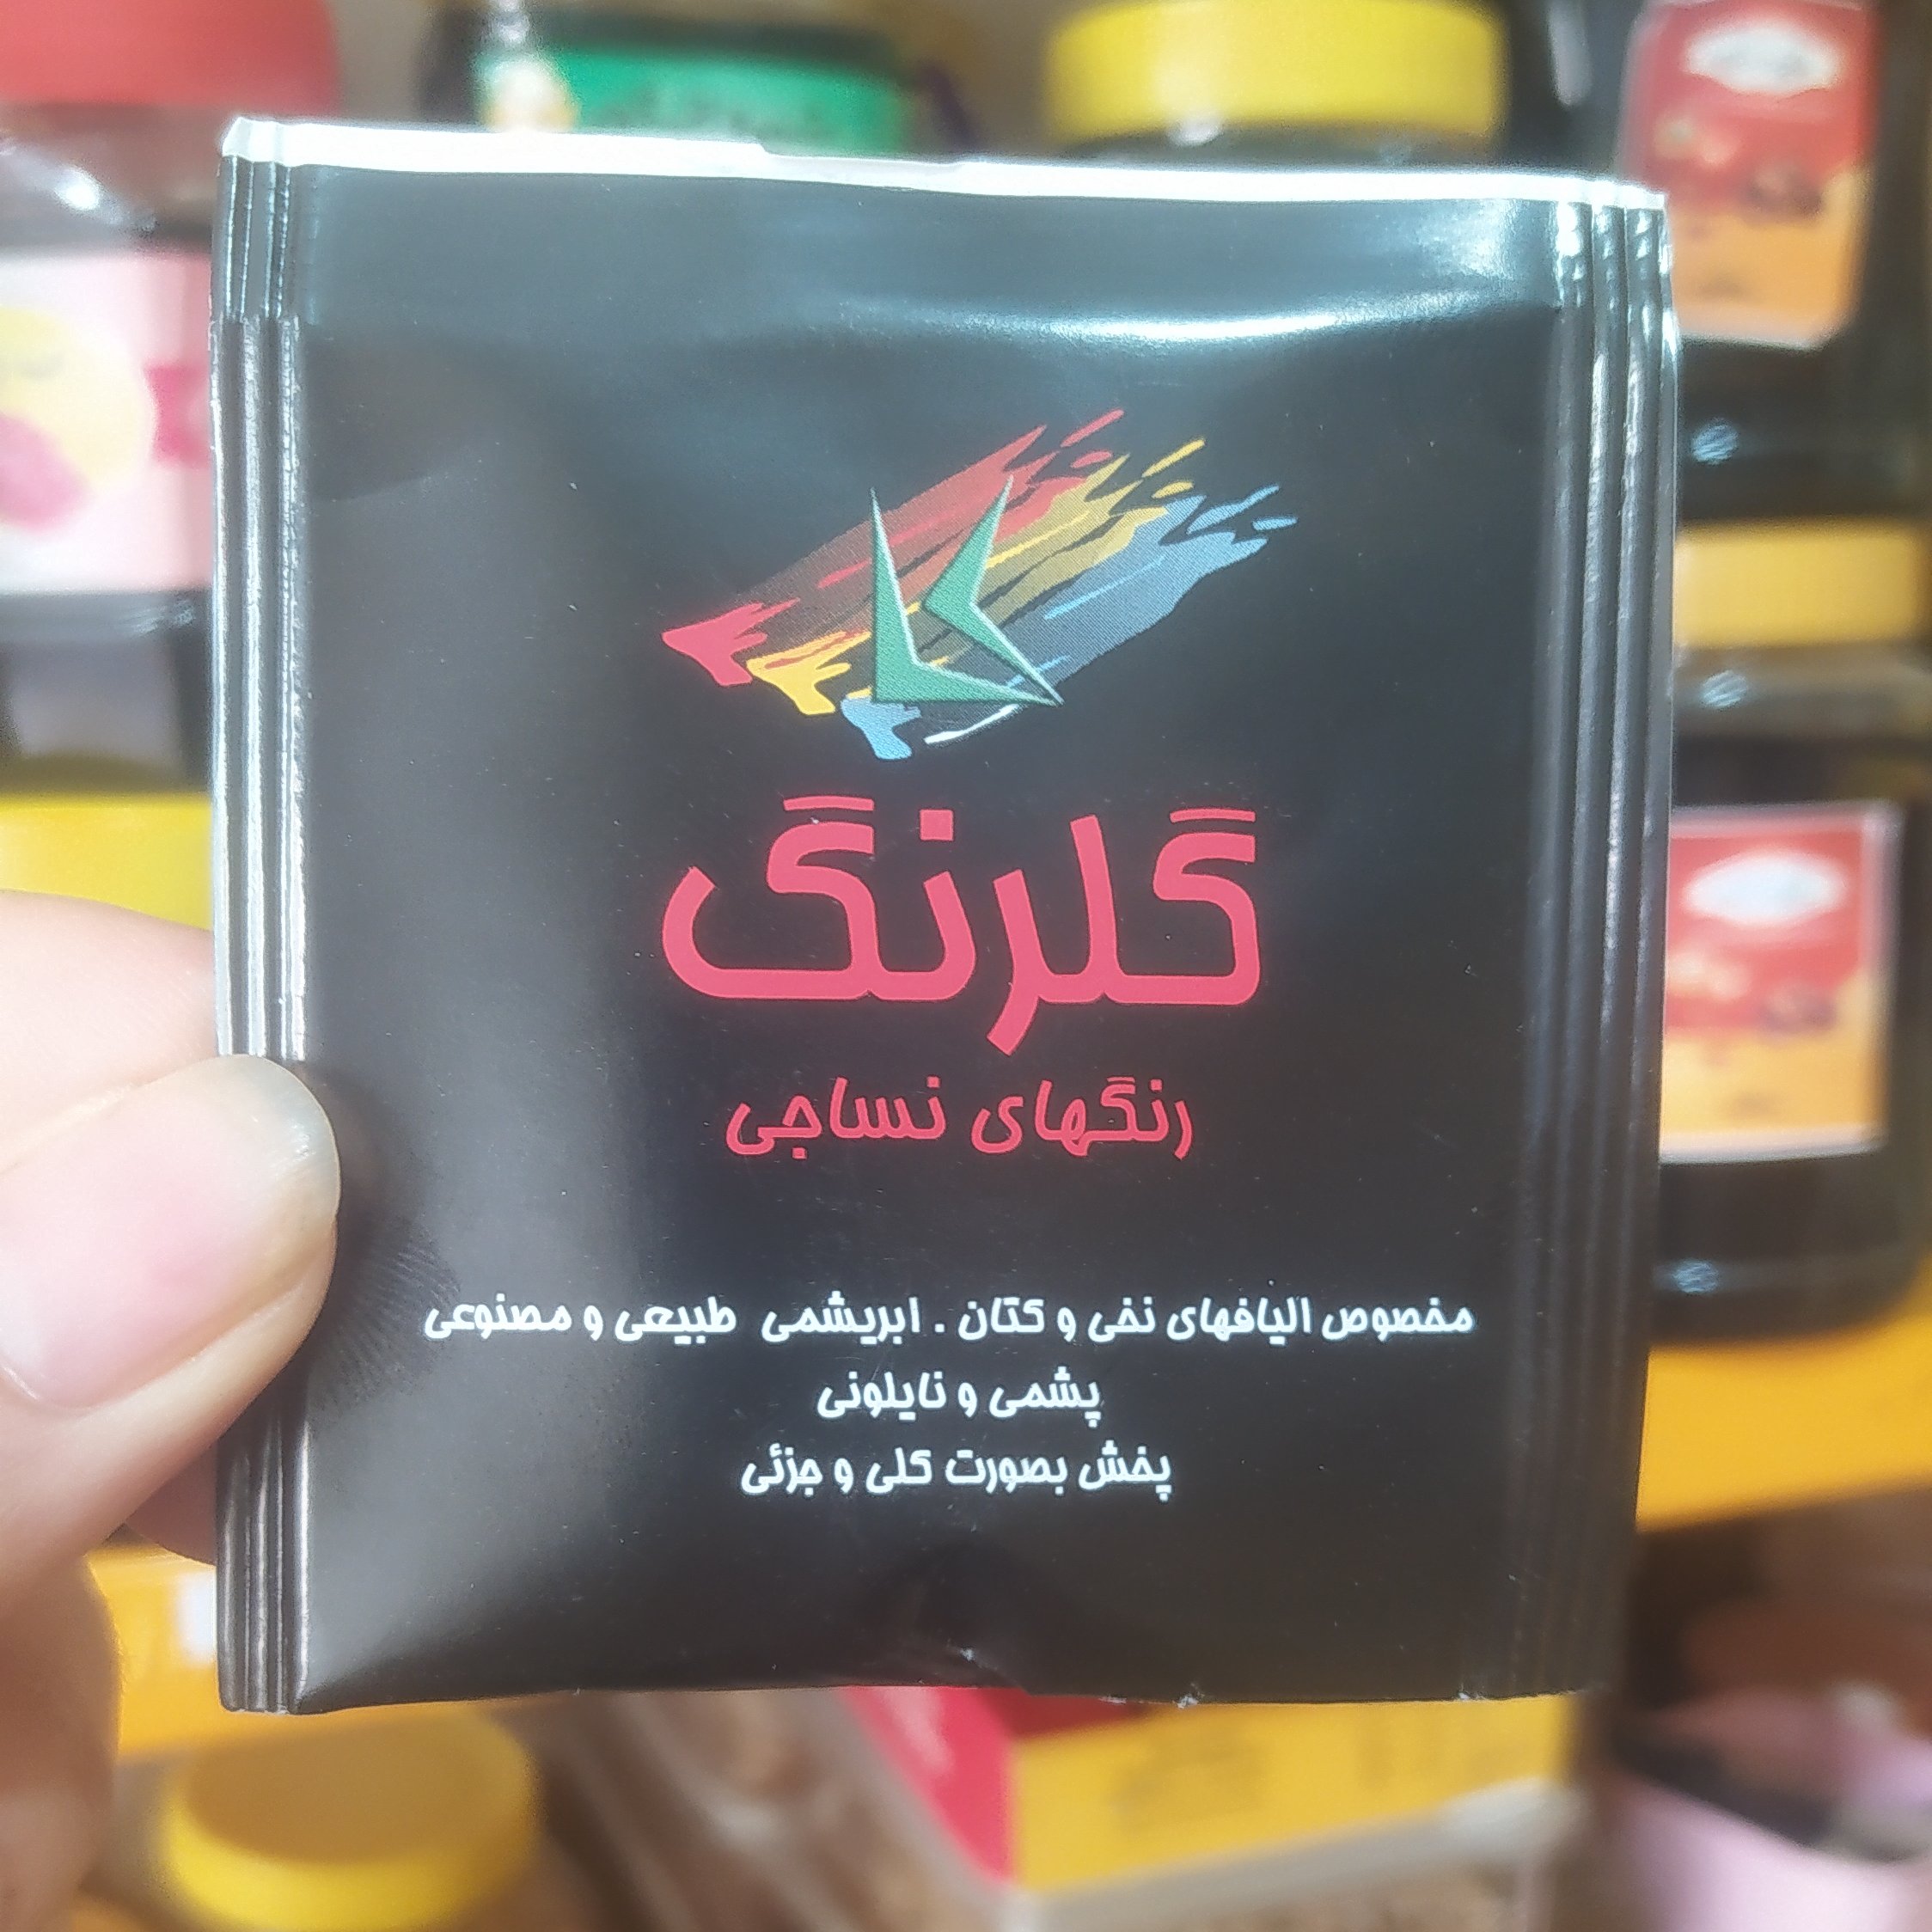 گلرنگ
رنگهای نساجی
مخصوص الیافهای نخی و کتان . ابریشمی طبیعی و مصنوعی
پشمی و نایلونی
پخش بصورت کلی و جزئی